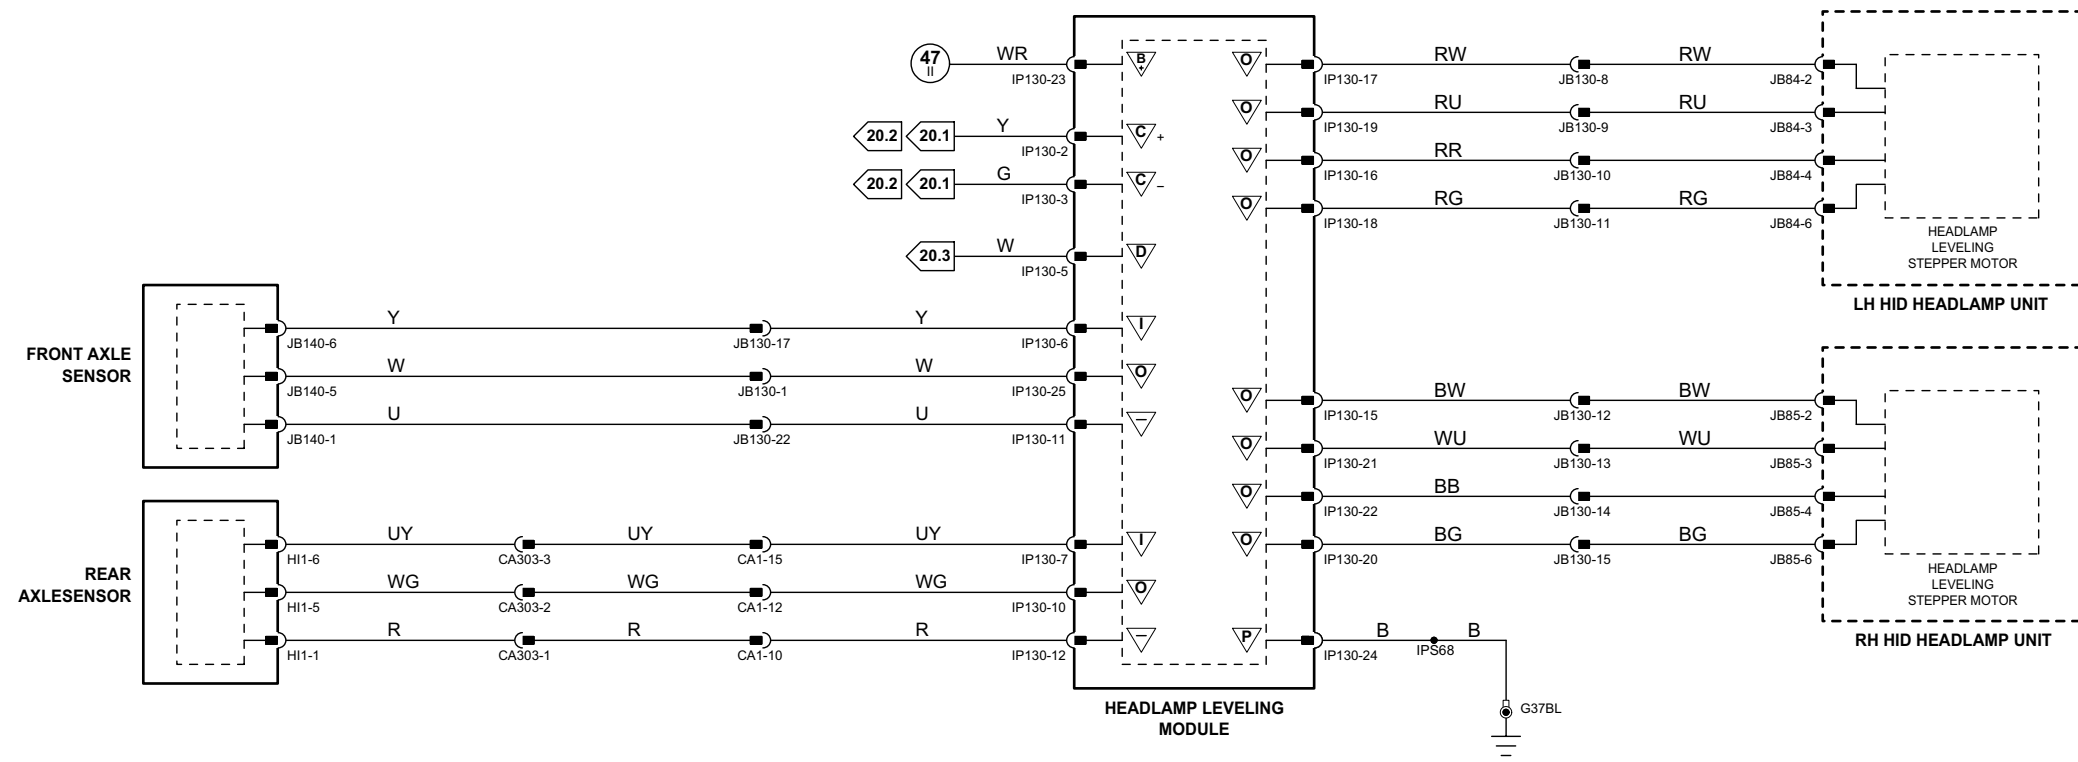 47
II
WR
IP130-23
B
+
O
IP130-17
RW
JB130-8
RW
JB84-2
O
IP130-19
RU
JB130-9
RU
JB84-3
20.2
20.1
Y
IP130-2
C
+
O
IP130-16
RR
JB130-10
JB84-4
20.2
20.1
G
IP130-3
C
–
O
IP130-18
RG
JB130-11
RG
JB84-6
HEADLAMP
LEVELING
STEPPER MOTOR
LH HID HEADLAMP UNIT
20.3
W
IP130-5
D
FRONT AXLE
SENSOR
JB140-6
Y
JB130-17
Y
IP130-6
I
JB140-5
W
JB130-1
W
IP130-25
O
JB140-1
U
JB130-22
U
IP130-11
–
O
IP130-15
BW
JB130-12
BW
JB85-2
O
IP130-21
WU
JB130-13
WU
JB85-3
O
IP130-22
BB
JB130-14
JB85-4
O
IP130-20
BG
JB130-15
BG
JB85-6
HEADLAMP
LEVELING
STEPPER MOTOR
RH HID HEADLAMP UNIT
REAR
AXLESENSOR
HI1-6
UY
CA303-3
UY
CA1-15
UY
IP130-7
I
HI1-5
WG
CA303-2
WG
CA1-12
WG
IP130-10
O
HI1-1
R
CA303-1
R
CA1-10
R
IP130-12
–
P
IP130-24
B
IPS68
B
G37BL
HEADLAMP LEVELING
MODULE